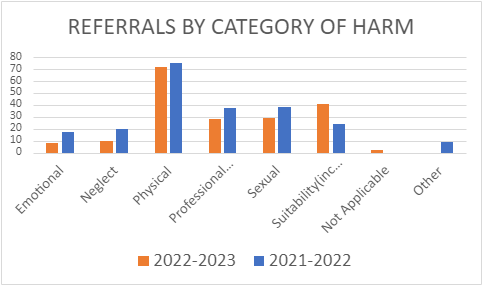 REFERRALS BY CATEGORY OF HARM
80
70
60
50
40
30
20
10
0
Emotional
Neglect
Physical
Professional...
Sexual
Suitability(inc...
Not Applicable
Other
2022-2023 2021-2022